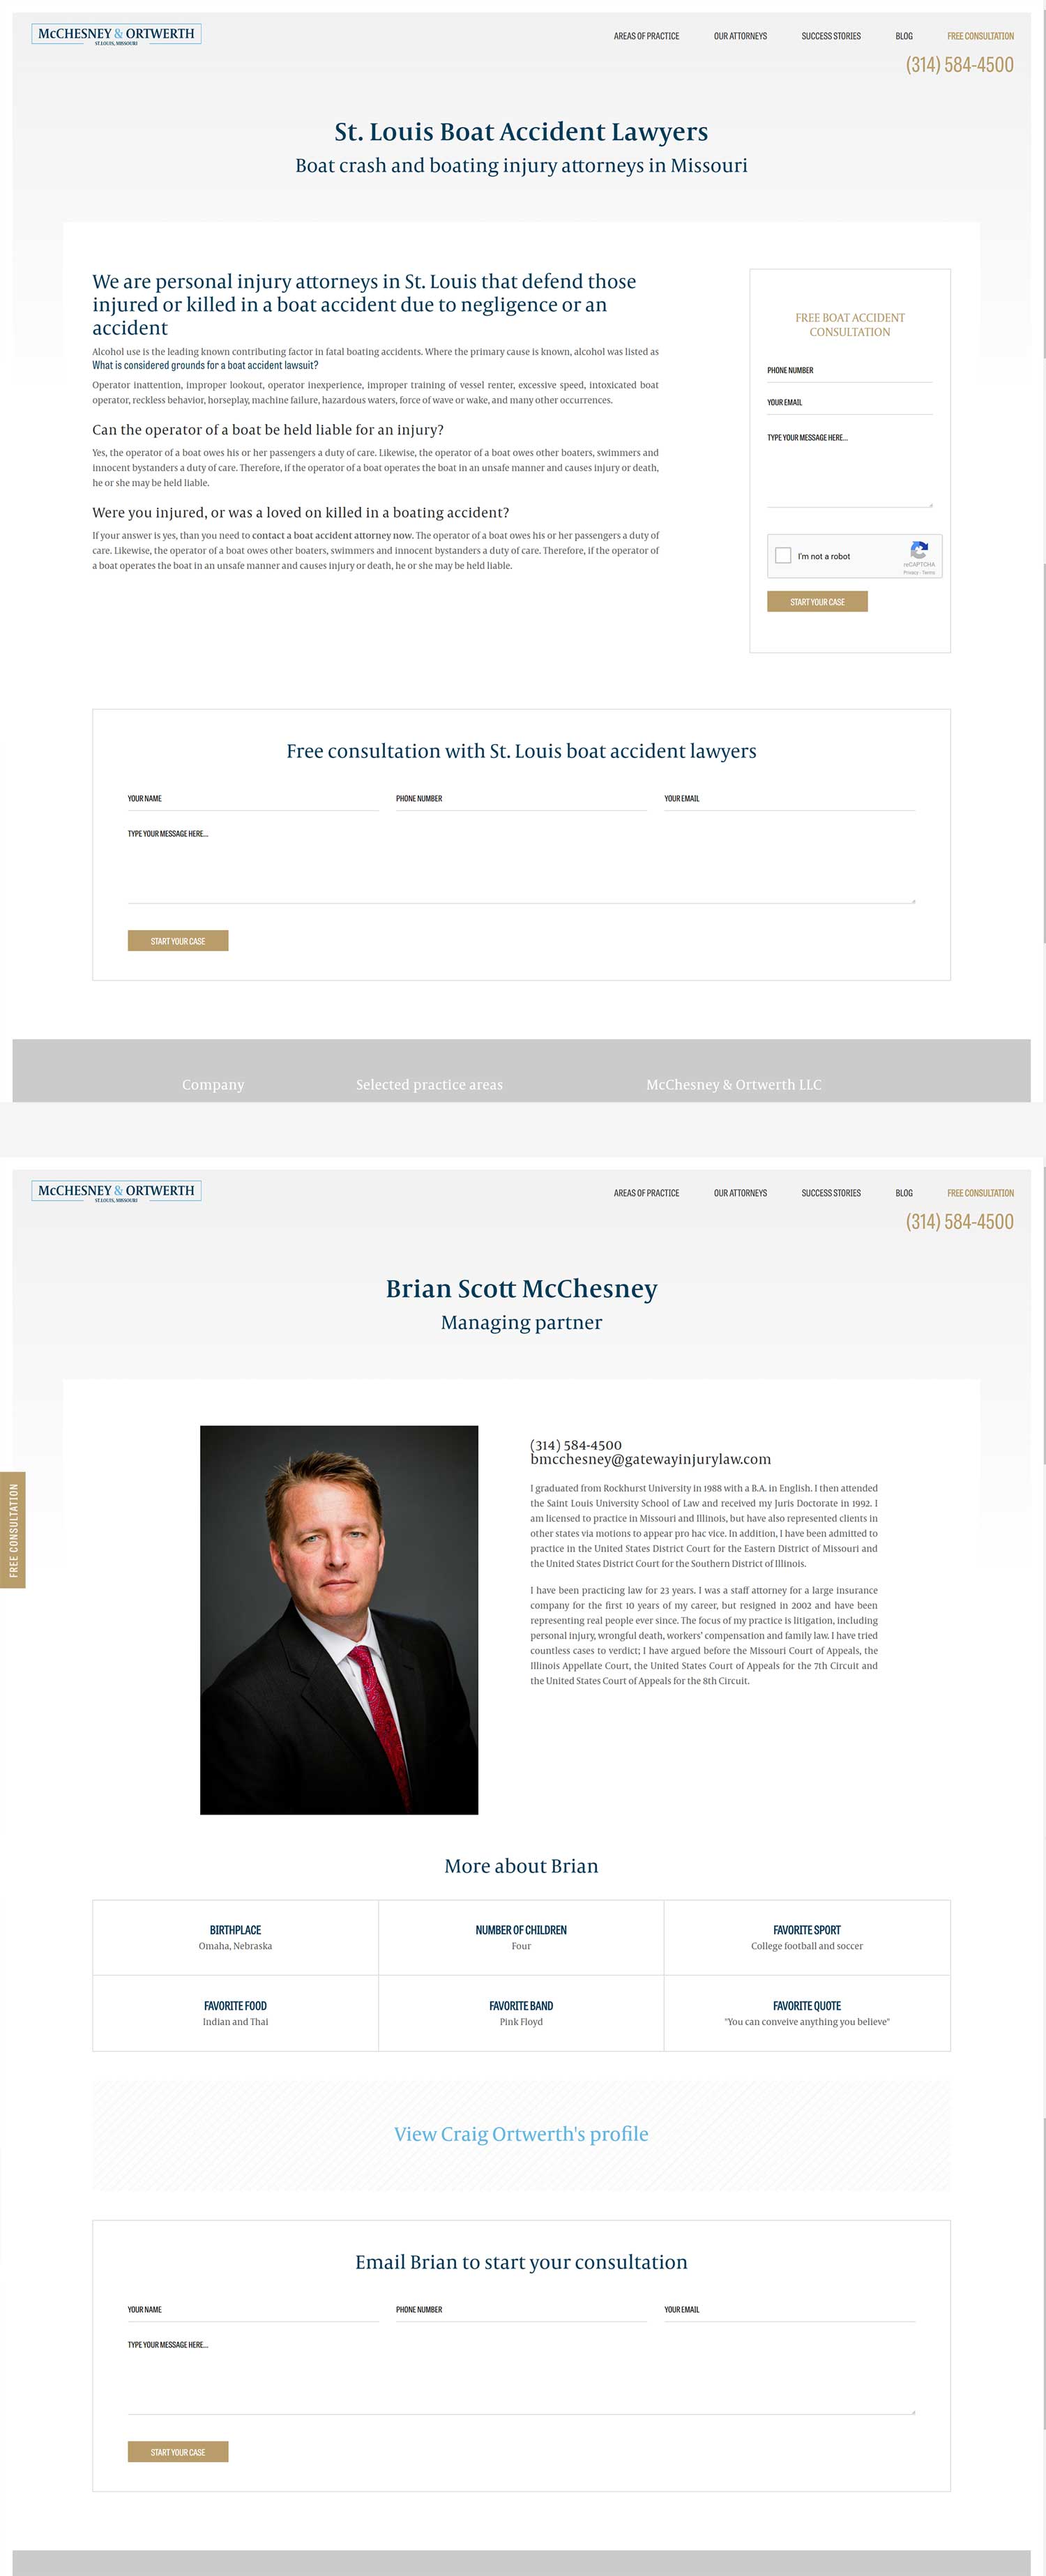 McCHESNEY & ORTWERTH
ST.LOUIS, MISSOURI
AREAS OF PRACTICE
OUR ATTORNEYS
SUCCESS STORIES
BLOG
FREE CONSULTATION
(314) 584-4500
St. Louis Boat Accident Lawyers
Boat crash and boating injury attorneys in Missouri
We are personal injury attorneys in St. Louis that defend those
injured or killed in a boat accident due to negligence or an
accident
Alcohol use is the leading known contributing factor in fatal boating accidents. Where the primary cause is known, alcohol was listed as
What is considered grounds for a boat accident lawsuit?
Operator inattention, improper lookout, operator inexperience, improper training of vessel renter, excessive speed, intoxicated boat
operator, reckless behavior, horseplay, machine failure, hazardous waters, force of wave or wake, and many other occurrences.
Can the operator of a boat be held liable for an injury?
Yes, the operator of a boat owes his or her passengers a duty of care. Likewise, the operator of a boat owes other boaters, swimmers and
innocent bystanders a duty of care. Therefore, if the operator of a boat operates the boat in an unsafe manner and causes injury or death,
he or she may be held liable.
Were you injured, or was a loved on killed in a boating accident?
If your answer is yes, than you need to contact a boat accident attorney now. The operator of a boat owes his or her passengers a duty of
care. Likewise, the operator of a boat owes other boaters, swimmers and innocent bystanders a duty of care. Therefore, if the operator of
a boat operates the boat in an unsafe manner and causes injury or death, he or she may be held liable.
FREE BOAT ACCIDENT
CONSULTATION
PHONE NUMBER
YOUR EMAIL
TYPE YOUR MESSAGE HERE...
I'm not a robot
reCAPTCHA
Privacy - Terms
START YOUR CASE
Free consultation with St. Louis boat accident lawyers
YOUR NAME
PHONE NUMBER
YOUR EMAIL
TYPE YOUR MESSAGE HERE...
START YOUR CASE
Company
Selected practice areas
McChesney & Ortwerth LLC
McCHESNEY & ORTWERTH
ST.LOUIS, MISSOURI
AREAS OF PRACTICE
OUR ATTORNEYS
SUCCESS STORIES
BLOG
FREE CONSULTATION
(314) 584-4500
Brian Scott McChesney
Managing partner
FREE CONSULTATION
(314) 584-4500
bmcchesney@gatewayinjurylaw.com
I graduated from Rockhurst University in 1988 with a B.A. in English. I then attended
the Saint Louis University School of Law and received my Juris Doctorate in 1992. I
am licensed to practice in Missouri and Illinois, but have also represented clients in
other states via motions to appear pro hac vice. In addition, I have been admitted to
practice in the United States District Court for the Eastern District of Missouri and
the United States District Court for the Southern District of Illinois.
I have been practicing law for 23 years. I was a staff attorney for a large insurance
company for the first 10 years of my career, but resigned in 2002 and have been
representing real people ever since. The focus of my practice is litigation, including
personal injury, wrongful death, workers' compensation and family law. I have tried
countless cases to verdict; I have argued before the Missouri Court of Appeals, the
Illinois Appellate Court, the United States Court of Appeals for the 7th Circuit and
the United States Court of Appeals for the 8th Circuit.
More about Brian
BIRTHPLACE
Omaha, Nebraska
NUMBER OF CHILDREN
Four
FAVORITE SPORT
College football and soccer
FAVORITE FOOD
Indian and Thai
FAVORITE BAND
Pink Floyd
FAVORITE QUOTE
"You can conveive anything you believe"
View Craig Ortwerth's profile
Email Brian to start your consultation
YOUR NAME
PHONE NUMBER
YOUR EMAIL
TYPE YOUR MESSAGE HERE...
START YOUR CASE